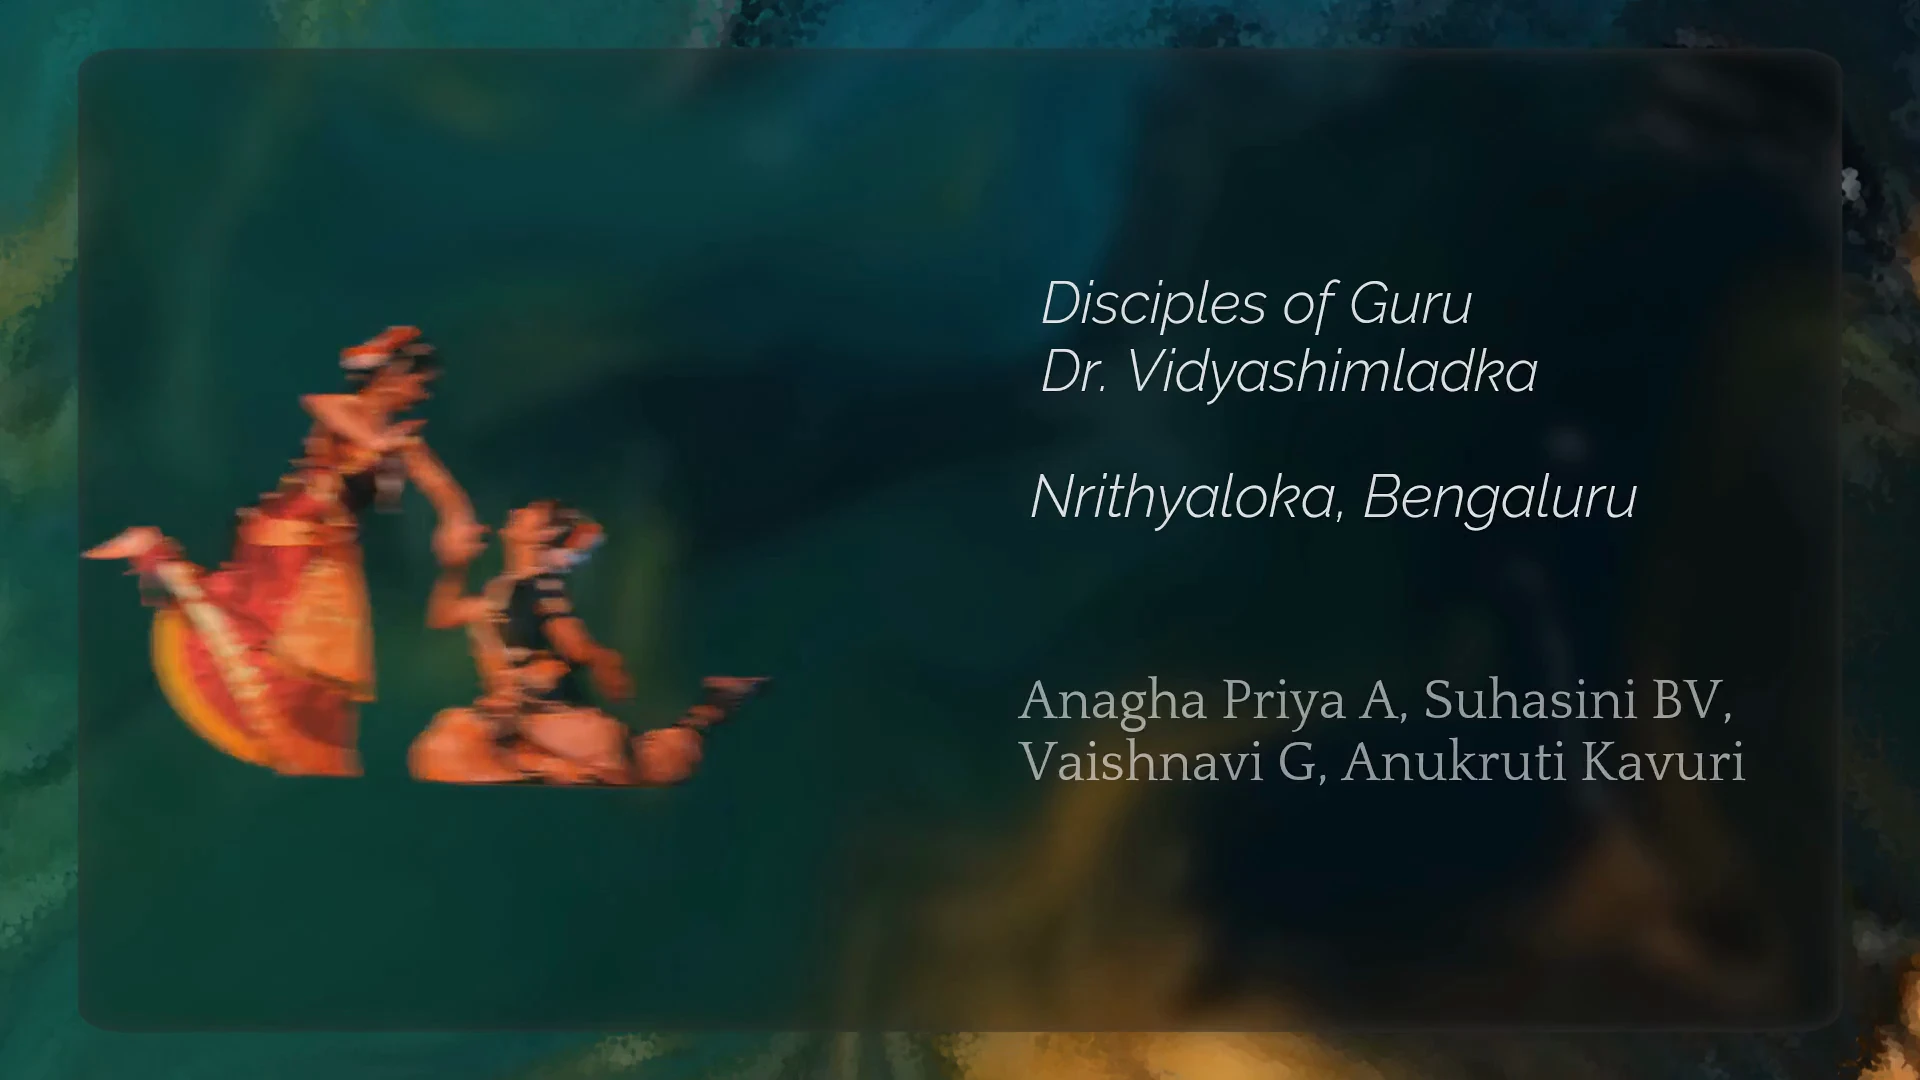 Disciples of Guru
Dr. Vidyashimladka
Nrithyaloka, Bengaluru
Anagha Priya A, Suhasini BV,
Vaishnavi G, Anukruti Kavuri